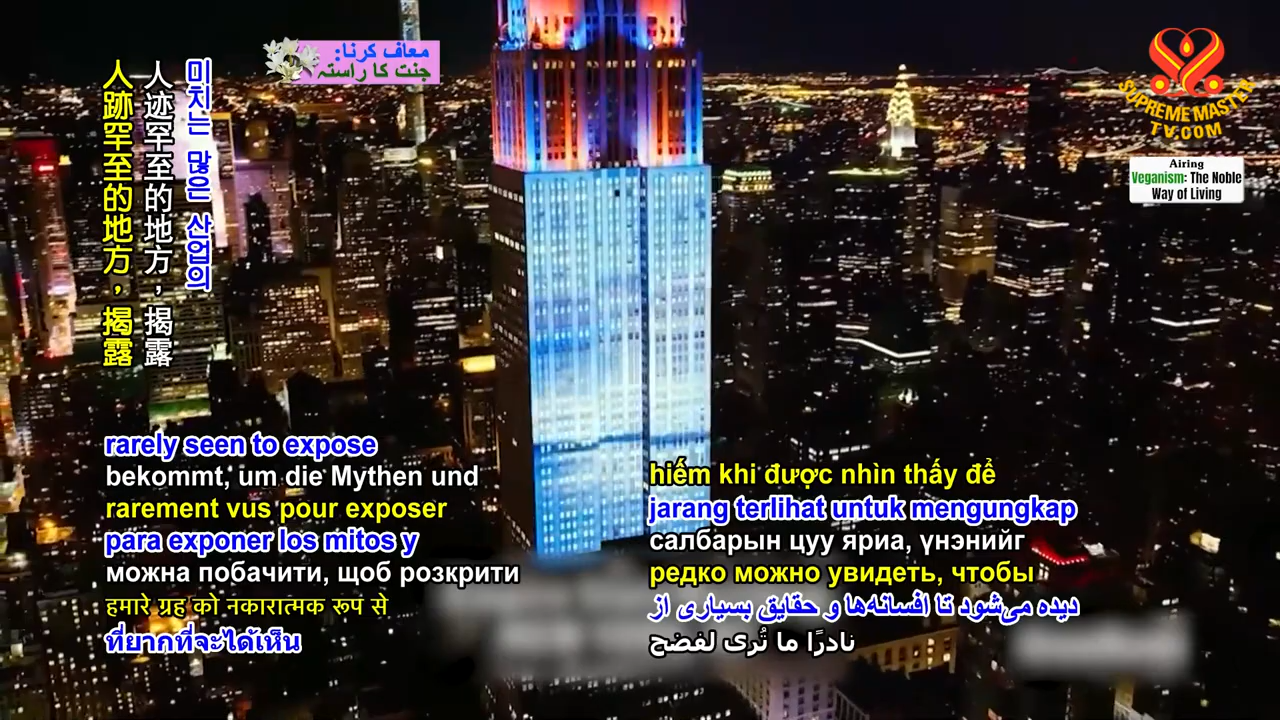 معاف کرنا:
جنت کا راستہ
SUPREME MASTER
TV.COM
Airing
Veganism: The Noble
Way of Living
미치는 많은 산업의
人迹罕至的地方，揭露
人跡罕至的地方，揭露
rarely seen to expose
bekommt, um die Mythen und
rarement vus pour exposer
para exponer los mitos y
можна побачити, щоб розкрити
हमारे ग्रह को नकारात्मक रूप से
ที่ยากที่จะได้เห็น
hiếm khi được nhìn thấy để
jarang terlihat untuk mengungkap
салбарын цуу яриа, үнэнийг
редко можно увидеть, чтобы
دیده می‌شود تا افسانه‌ها و حقایق بسیاری از
نادرًا ما تُرى لفضح